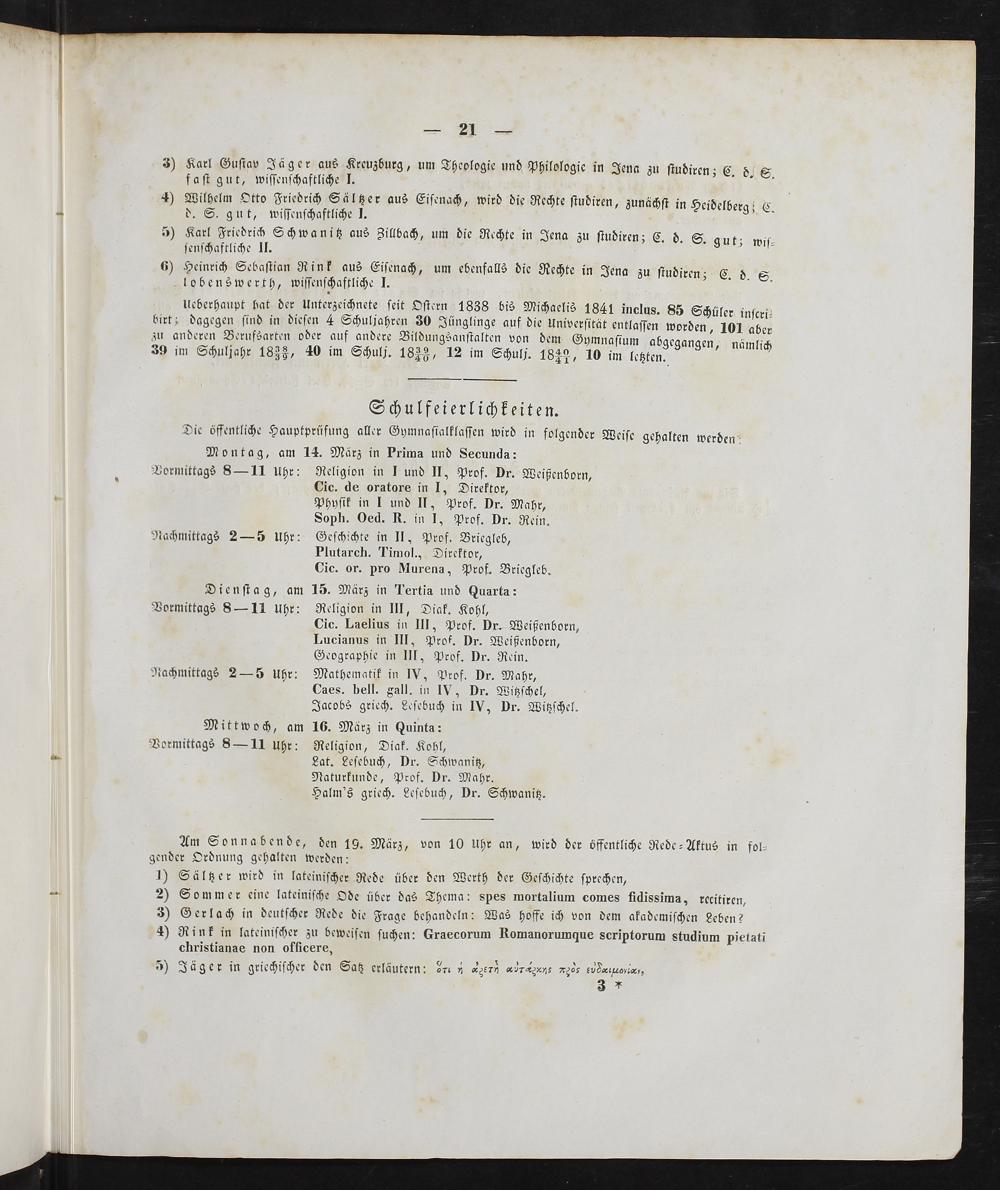 — 21 —
3) Karl Gustav Jäger aus Kreuzburg, um Theologie und Philologie in Jena zu studiren; C. d. S.
fast gut, wissenschaftliche I.
4) Wilhelm Otto Friedrich Sältzer aus Eisenach, wird die Rechte studiren, zunächst in Heidelberg; C.
d. S. gut, wissenschaftliche I.
5) Karl Friedrich Schwanitz aus Zillbach, um die Rechte in Jena zu studiren; C. d. S. gut; wis-
senschaftliche II.
6) Heinrich Sebastian Rink aus Eisenach, um ebenfalls die Rechte in Jena zu studiren; C. d. S.
lobenswerth, wissenschaftliche I.
Ueberhaupt hat der Unterzeichnete seit Ostern 1838 bis Michaelis 1841 inclus. 85 Schüler inscri-
birt; dagegen sind in diesen 4 Schuljahren 30 Jünglinge auf die Universität entlassen worden, 101 aber
zu anderen Berufsarten oder auf andere Bildungsanstalten von dem Gymnasium abgegangen, nämlich
39 im Schuljahr 18 38/39, 40 im Schulj. 18 39/40, 12 im Schulj. 18 40/41, 10 im letzten.
Schulfeierlichkeiten.
Die öffentliche Hauptprüfung aller Gymnasialklassen wird in folgender Weise gehalten werden:
Montag, am 14. März in Prima und Secunda:
Vormittags 8—11 Uhr: Religion in I und II, Prof. Dr. Weißenborn,
Cic. de oratore in I, Direktor,
Physik in I und II, Prof. Dr. Mahr,
Soph. Oed. R. in I, Prof. Dr. Rein.
Nachmittags 2—5 Uhr: Geschichte in II, Prof. Briegleb,
Plutarch. Timol., Direktor,
Cic. or. pro Murena, Prof. Briegleb.
Dienstag, am 15. März in Tertia und Quarta:
Vormittags 8—11 Uhr: Religion in III, Diak. Kohl,
Cic. Laelius in III, Prof. Dr. Weißenborn,
Lucianus in III, Prof. Dr. Weißenborn,
Geographie in III, Prof. Dr. Rein.
Nachmittags 2—5 Uhr: Mathematik in IV, Prof. Dr. Mahr,
Caes. bell. gall. in IV, Dr. Witzschel,
Jacobs griech. Lesebuch in IV, Dr. Witzschel.
Mittwoch, am 16. März in Quinta:
Vormittags 8—11 Uhr: Religion, Diak. Kohl,
Lat. Lesebuch, Dr. Schwanitz,
Naturkunde, Prof. Dr. Mahr.
Halm's griech. Lesebuch, Dr. Schwanitz.
Am Sonnabende, den 19. März, von 10 Uhr an, wird der öffentliche Rede-Aktus in fol-
gender Ordnung gehalten werden:
1) Sältzer wird in lateinischer Rede über den Werth der Geschichte sprechen,
2) Sommer eine lateinische Ode über das Thema: spes mortalium comes fidissima, recitiren,
3) Gerlach in deutscher Rede die Frage behandeln: Was hoffe ich von dem akademischen Leben?
4) Rink in lateinischer zu beweisen suchen: Graecorum Romanorumque scriptorum studium pietati
christianae non officere,
5) Jäger in griechischer den Satz erläutern: ὅτι ἡ ἀρετὴ αὐτάρκης πρὸς εὐδαιμονίαν,
3 *